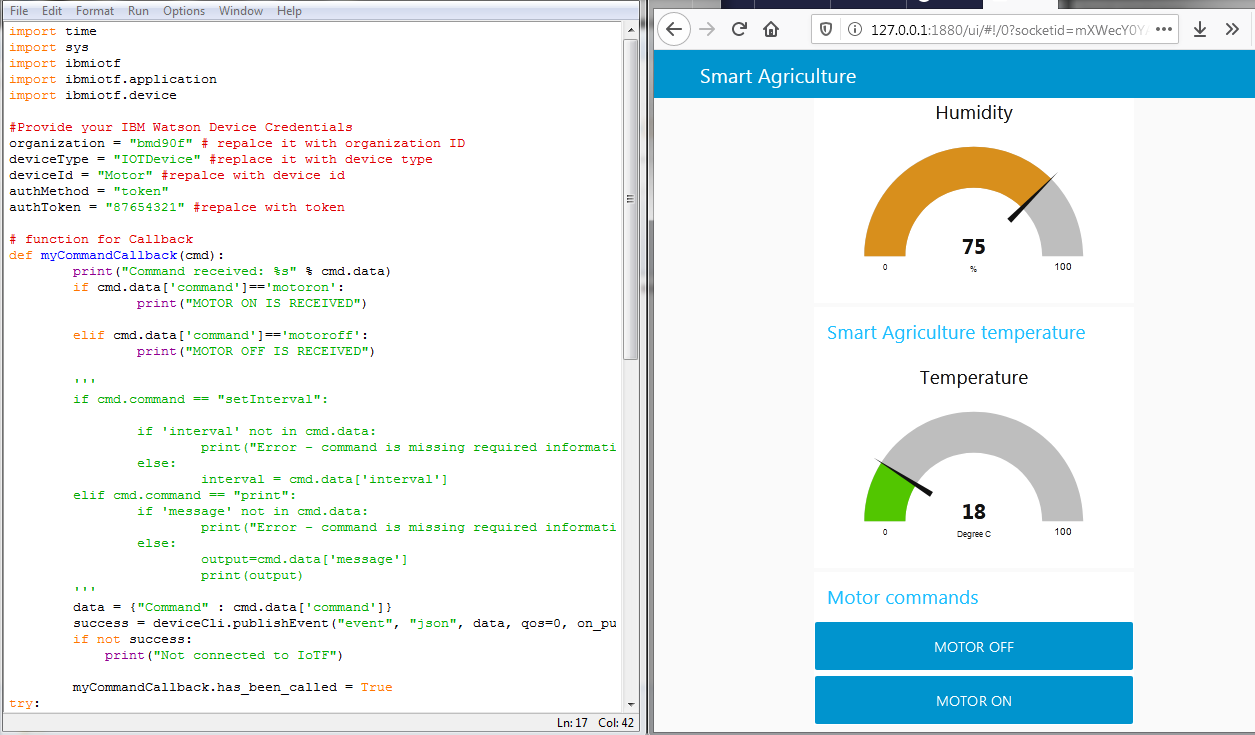 File Edit Format Run Options Window Help
import time
import sys
import ibmiotf
import ibmiotf.application
import ibmiotf.device
#Provide your IBM Watson Device Credentials
organization = "bmd90f" # repalce it with organization ID
deviceType = "IOTDevice" #replace it with device type
deviceId = "Motor" #repalce with device id
authMethod = "token"
authToken = "87654321" #repalce with token
# function for Callback
def myCommandCallback(cmd):
print("Command received: %s" % cmd.data)
if cmd.data['command']=='motoron':
print("MOTOR ON IS RECEIVED")
elif cmd.data['command']=='motoroff':
print("MOTOR OFF IS RECEIVED")
'''
if cmd.command == "setInterval":
if 'interval' not in cmd.data:
print("Error - command is missing required informati
else:
interval = cmd.data['interval']
elif cmd.command == "print":
if 'message' not in cmd.data:
print("Error - command is missing required informati
else:
output=cmd.data['message']
print(output)
'''
data = {"Command" : cmd.data['command']}
success = deviceCli.publishEvent("event", "json", data, qos=0, on_pu
if not success:
print("Not connected to IoTF")
myCommandCallback.has_been_called = True
try:
Ln: 17 Col: 42
127.0.0.1:1880/ui/#!/0?socketid=mXWecY0Y
Smart Agriculture
Humidity
75
%
0
100
Smart Agriculture temperature
Temperature
18
Degree C
0
100
Motor commands
MOTOR OFF
MOTOR ON